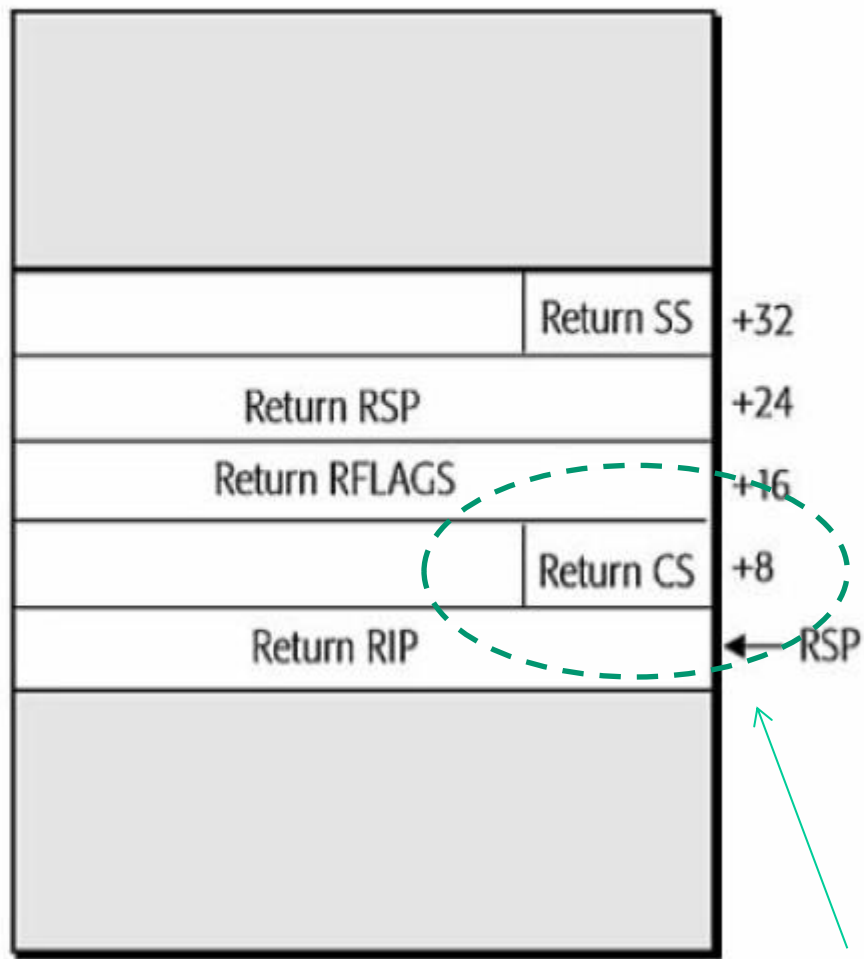 Return SS +32
Return RSP +24
Return RFLAGS +16
Return CS +8
Return RIP RSP